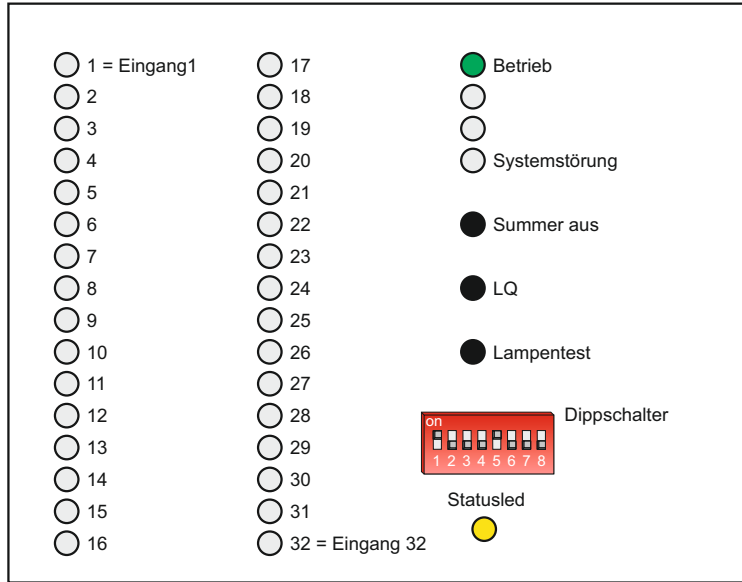 1 = Eingang1
2
3
4
5
6
7
8
9
10
11
12
13
14
15
16
17
18
19
20
21
22
23
24
25
26
27
28
29
30
31
32 = Eingang 32
Betrieb
Systemstörung
Summer aus
LQ
Lampentest
Dippschalter
on
1 2 3 4 5 6 7 8
Statusled